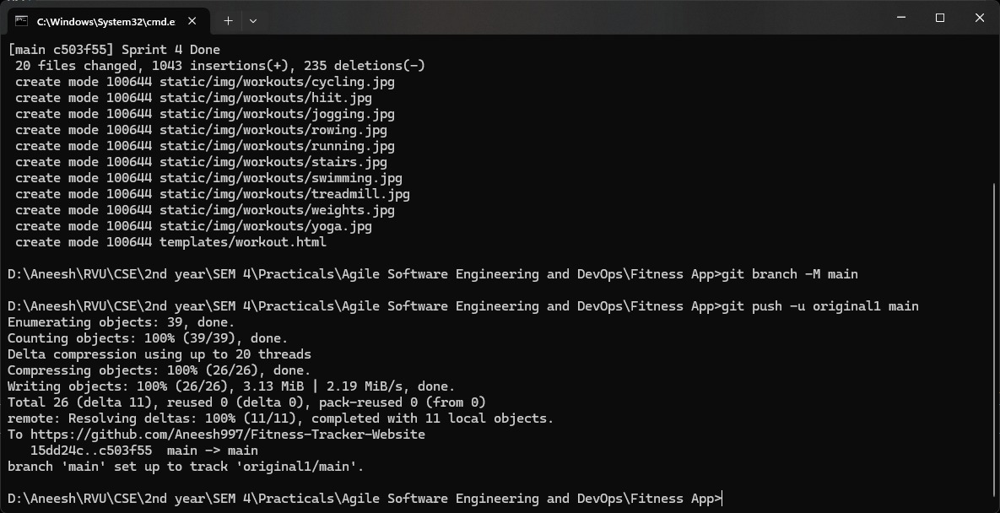 C:\Windows\System32\cmd.e
[main c503f55] Sprint 4 Done
 20 files changed, 1043 insertions(+), 235 deletions(-)
 create mode 100644 static/img/workouts/cycling.jpg
 create mode 100644 static/img/workouts/hiit.jpg
 create mode 100644 static/img/workouts/jogging.jpg
 create mode 100644 static/img/workouts/rowing.jpg
 create mode 100644 static/img/workouts/running.jpg
 create mode 100644 static/img/workouts/stairs.jpg
 create mode 100644 static/img/workouts/swimming.jpg
 create mode 100644 static/img/workouts/treadmill.jpg
 create mode 100644 static/img/workouts/weights.jpg
 create mode 100644 static/img/workouts/yoga.jpg
 create mode 100644 templates/workout.html
D:\Aneesh\RVU\CSE\2nd year\SEM 4\Practicals\Agile Software Engineering and DevOps\Fitness App>git branch -M main
D:\Aneesh\RVU\CSE\2nd year\SEM 4\Practicals\Agile Software Engineering and DevOps\Fitness App>git push -u original1 main
Enumerating objects: 39, done.
Counting objects: 100% (39/39), done.
Delta compression using up to 20 threads
Compressing objects: 100% (26/26), done.
Writing objects: 100% (26/26), 3.13 MiB | 2.19 MiB/s, done.
Total 26 (delta 11), reused 0 (delta 0), pack-reused 0 (from 0)
remote: Resolving deltas: 100% (11/11), completed with 11 local objects.
To https://github.com/Aneesh997/Fitness-Tracker-Website
   15dd24c..c503f55  main -> main
branch 'main' set up to track 'original1/main'.
D:\Aneesh\RVU\CSE\2nd year\SEM 4\Practicals\Agile Software Engineering and DevOps\Fitness App>